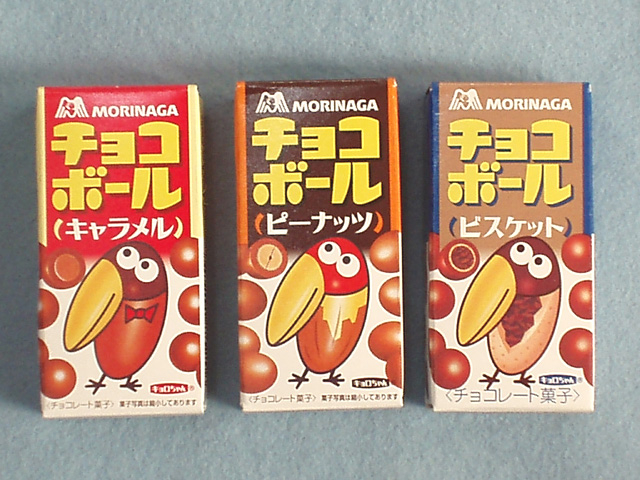 MORINAGA
チョコ
ボール
(キャラメル)
キョロちゃん®
〈チョコレート菓子〉 菓子写真は縮小してあります
MORINAGA
チョコ
ボール
(ピーナッツ)
キョロちゃん®
〈チョコレート菓子〉 菓子写真は縮小してあります
MORINAGA
チョコ
ボール
(ビスケット)
キョロちゃん®
〈チョコレート菓子〉